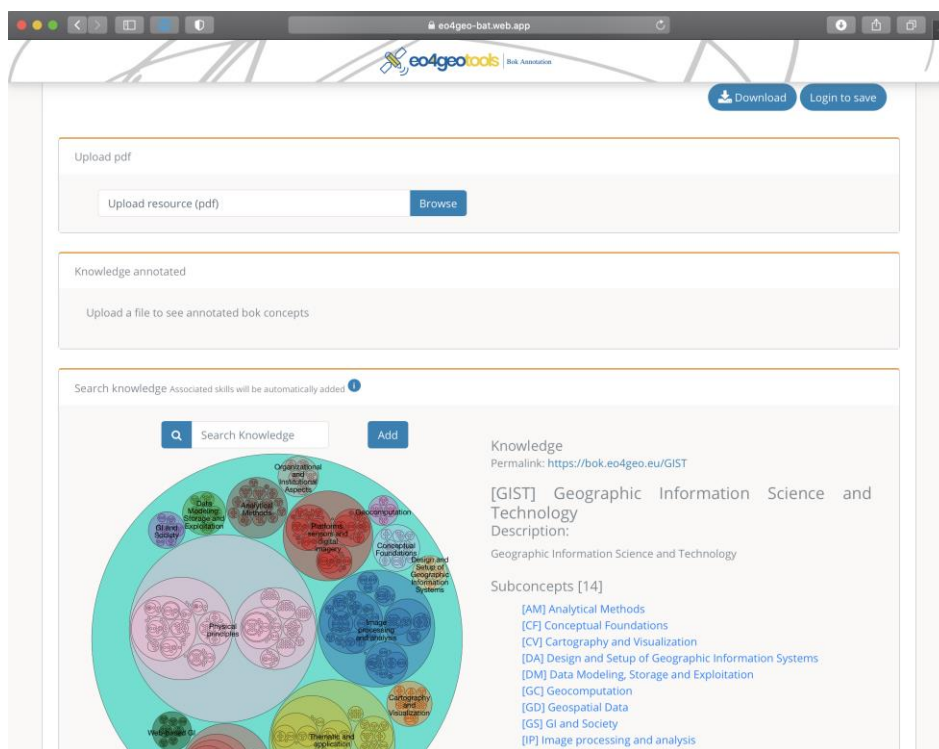 eo4geo-bat.web.app
eo4geotools Bok Annotation
Download
Login to save
Upload pdf
Upload resource (pdf)
Browse
Knowledge annotated
Upload a file to see annotated bok concepts
Search knowledge Associated skills will be automatically added
Search Knowledge
Add
Organizational
and
Institutional
Aspects
Data
Modeling,
Storage and
Exploitation
Analytical
Methods
GI and
Society
Platforms,
sensors and
digital
imagery
Geocomputation
Conceptual
Foundations
Design and
Setup of
Geographic
Information
Systems
Physical
principles
Image
processing
and analysis
Cartography
and
Visualization
Web-based GI
Thematic and
application
Knowledge
Permalink: https://bok.eo4geo.eu/GIST
[GIST] Geographic Information Science and
Technology
Description:
Geographic Information Science and Technology
Subconcepts [14]
[AM] Analytical Methods
[CF] Conceptual Foundations
[CV] Cartography and Visualization
[DA] Design and Setup of Geographic Information Systems
[DM] Data Modeling, Storage and Exploitation
[GC] Geocomputation
[GD] Geospatial Data
[GS] GI and Society
[IP] Image processing and analysis